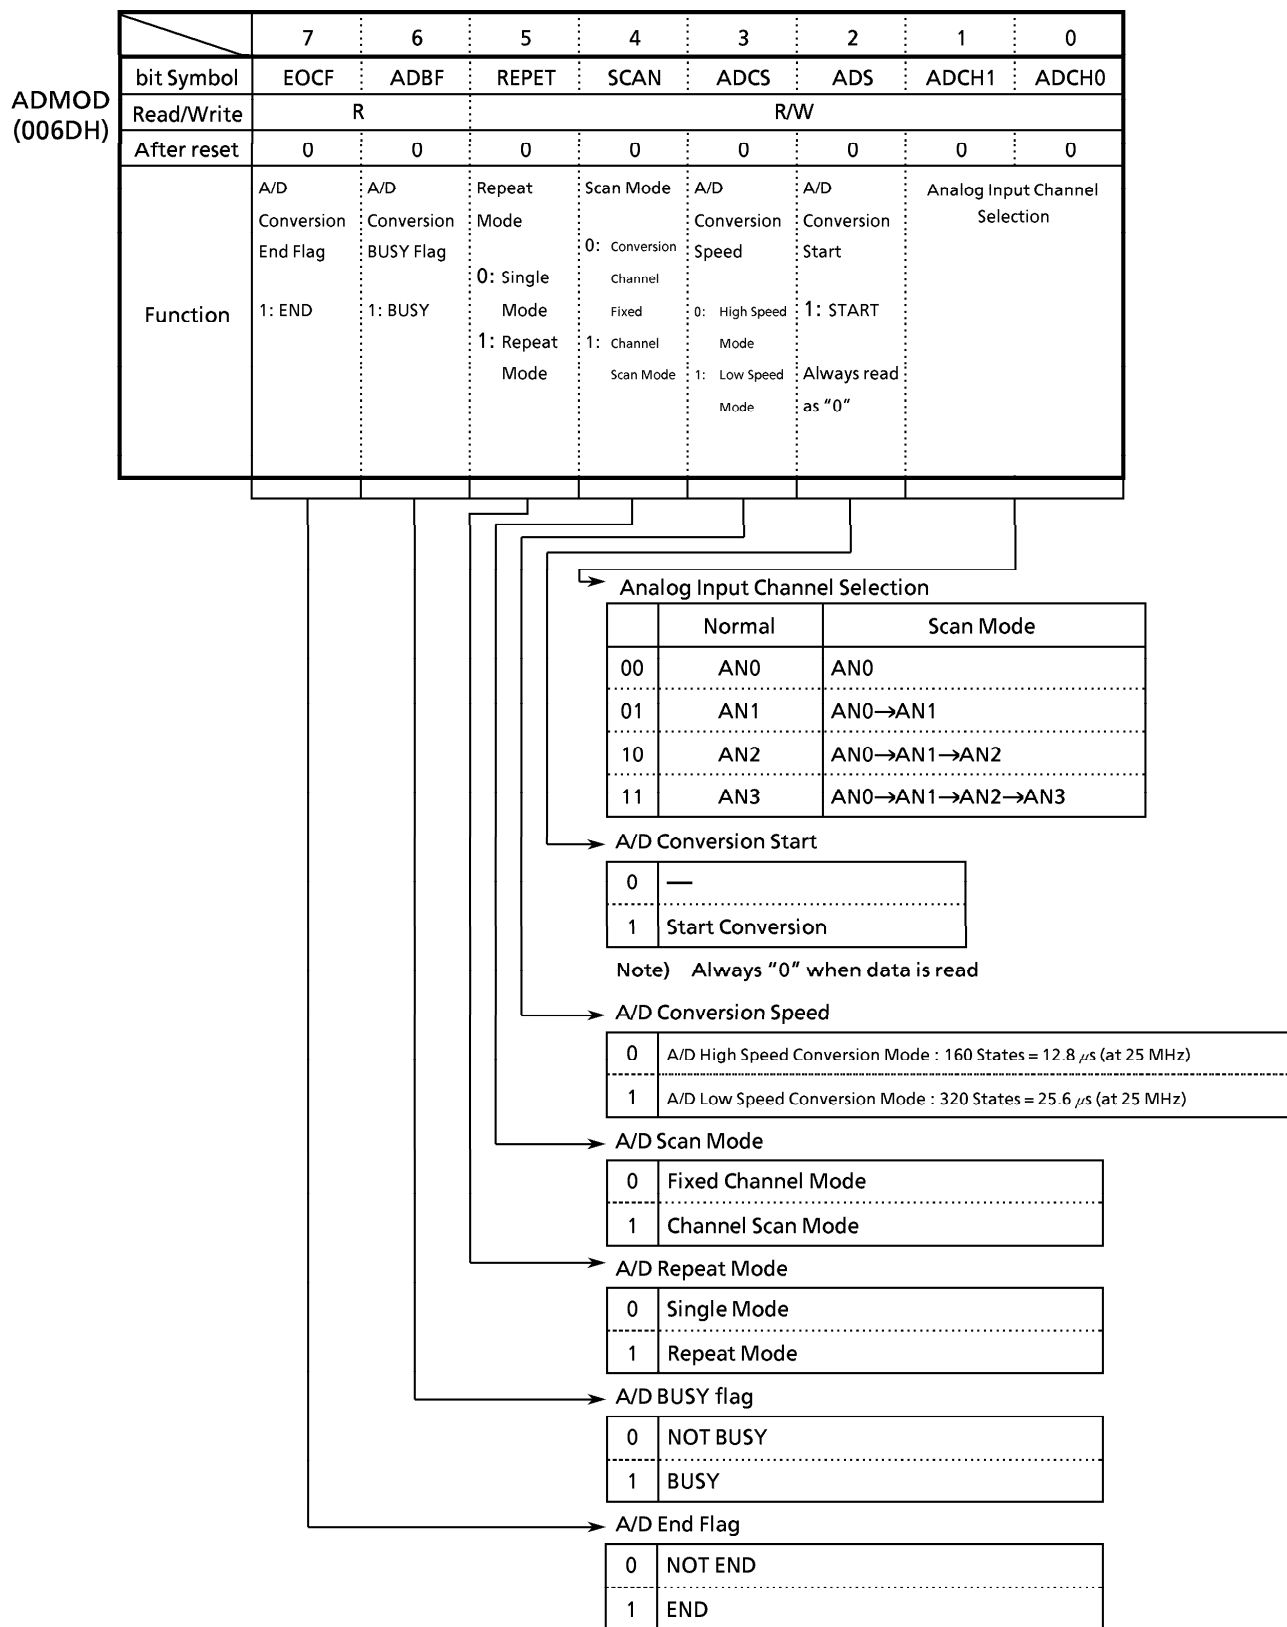 7 6 5 4 3 2 1 0
ADMOD
(006DH)
bit Symbol EOCF ADBF REPET SCAN ADCS ADS ADCH1 ADCH0
Read/Write R R/W
After reset 0 0 0 0 0 0 0 0
Function
A/D
Conversion
End Flag
1: END
A/D
Conversion
BUSY Flag
1: BUSY
Repeat
Mode
0: Single
Mode
1: Repeat
Mode
Scan Mode
0: Conversion
Channel
Fixed
1: Channel
Scan Mode
A/D
Conversion
Speed
0: High Speed
Mode
1: Low Speed
Mode
A/D
Conversion
Start
1: START
Always read
as "0"
Analog Input Channel
Selection
Analog Input Channel Selection
Normal Scan Mode
00 AN0 AN0
01 AN1 AN0→AN1
10 AN2 AN0→AN1→AN2
11 AN3 AN0→AN1→AN2→AN3
A/D Conversion Start
0 —
1 Start Conversion
Note) Always "0" when data is read
A/D Conversion Speed
0 A/D High Speed Conversion Mode : 160 States = 12.8 μs (at 25 MHz)
1 A/D Low Speed Conversion Mode : 320 States = 25.6 μs (at 25 MHz)
A/D Scan Mode
0 Fixed Channel Mode
1 Channel Scan Mode
A/D Repeat Mode
0 Single Mode
1 Repeat Mode
A/D BUSY flag
0 NOT BUSY
1 BUSY
A/D End Flag
0 NOT END
1 END